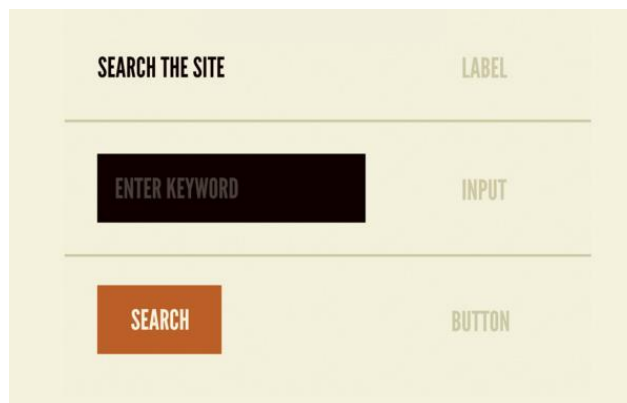 SEARCH THE SITE LABEL
ENTER KEYWORD INPUT
SEARCH BUTTON